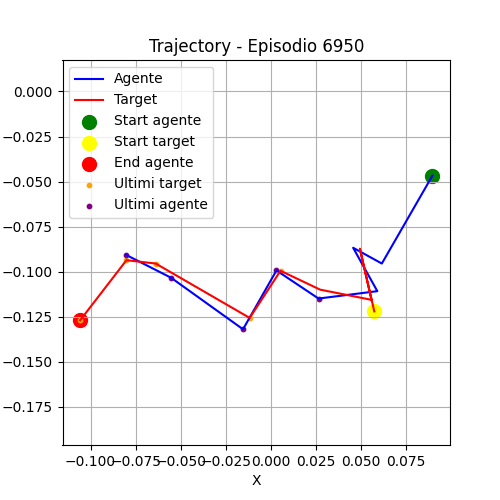 Trajectory - Episodio 6950
Agente
Target
Start agente
Start target
End agente
Ultimi target
Ultimi agente
0.000
−0.025
−0.050
−0.075
−0.100
−0.125
−0.150
−0.175
−0.100 −0.075 −0.050 −0.025 0.000 0.025 0.050 0.075
X